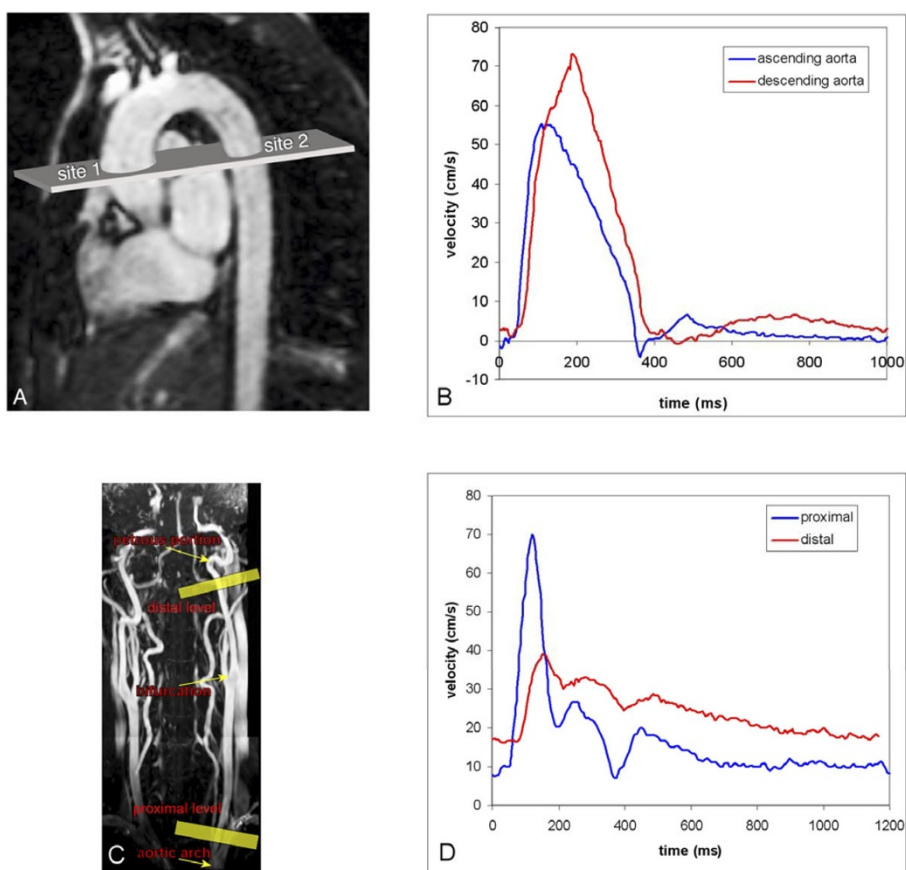 site 1
site 2
A
80
70
60
50
40
30
20
10
0
-10
velocity (cm/s)
ascending aorta
descending aorta
0
200
400
600
800
1000
time (ms)
B
petrous portion
distal level
bifurcation
proximal level
aortic arch
C
80
70
60
50
40
30
20
10
0
velocity (cm/s)
proximal
distal
0
200
400
600
800
1000
1200
time (ms)
D